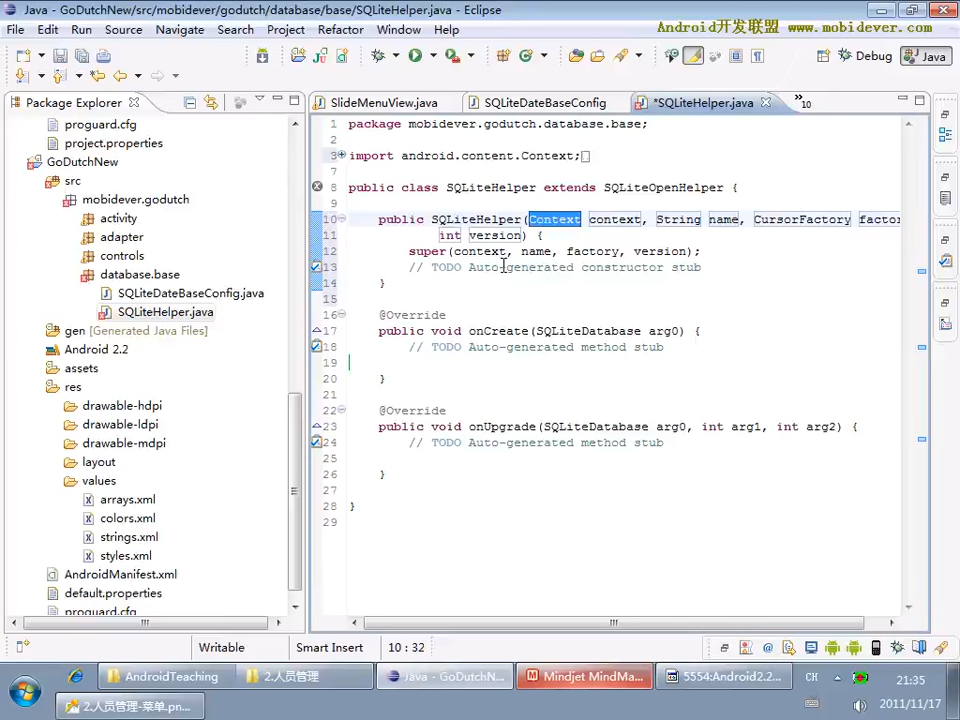 Java - GoDutchNew/src/mobidever/godutch/database/base/SQLiteHelper.java - Eclipse
Android开发联盟 www.mobidever.com
File Edit Run Source Navigate Search Project Refactor Window Help
Debug Java
Package Explorer
SlideMenuView.java SQLiteDateBaseConfig *SQLiteHelper.java »10
proguard.cfg
project.properties
GoDutchNew
src
mobidever.godutch
activity
adapter
controls
database.base
SQLiteDateBaseConfig.java
SQLiteHelper.java
gen [Generated Java Files]
Android 2.2
assets
res
drawable-hdpi
drawable-ldpi
drawable-mdpi
layout
values
arrays.xml
colors.xml
strings.xml
styles.xml
AndroidManifest.xml
default.properties
proguard.cfg
1 package mobidever.godutch.database.base;
2
3 import android.content.Context;
7
8 public class SQLiteHelper extends SQLiteOpenHelper {
9
10 public SQLiteHelper(Context context, String name, CursorFactory factor
11 int version) {
12 super(context, name, factory, version);
13 // TODO Auto-generated constructor stub
14 }
15
16 @Override
17 public void onCreate(SQLiteDatabase arg0) {
18 // TODO Auto-generated method stub
19
20 }
21
22 @Override
23 public void onUpgrade(SQLiteDatabase arg0, int arg1, int arg2) {
24 // TODO Auto-generated method stub
25
26 }
27
28 }
29
Writable Smart Insert 10 : 32
AndroidTeaching 2.人员管理 Java - GoDutchN... Mindjet MindMa... 5554:Android2.2... CH 21:35
2.人员管理-菜单.pn... 2011/11/17